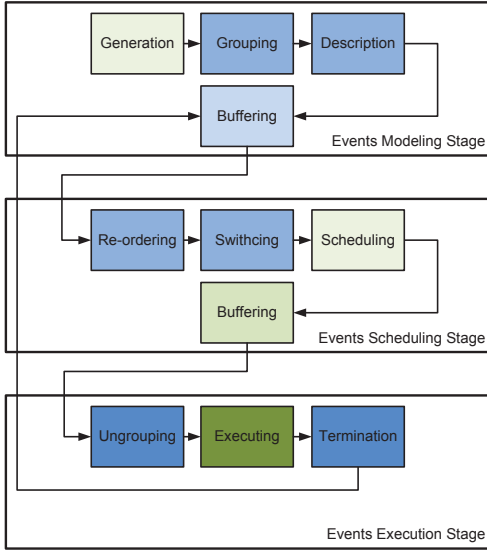 Generation
Grouping
Description
Buffering
Events Modeling Stage
Re-ordering
Swithcing
Scheduling
Buffering
Events Scheduling Stage
Ungrouping
Executing
Termination
Events Execution Stage